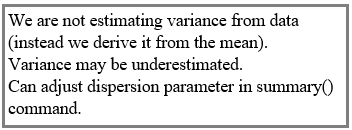 We are not estimating variance from data
(instead we derive it from the mean).
Variance may be underestimated.
Can adjust dispersion parameter in summary()
command.